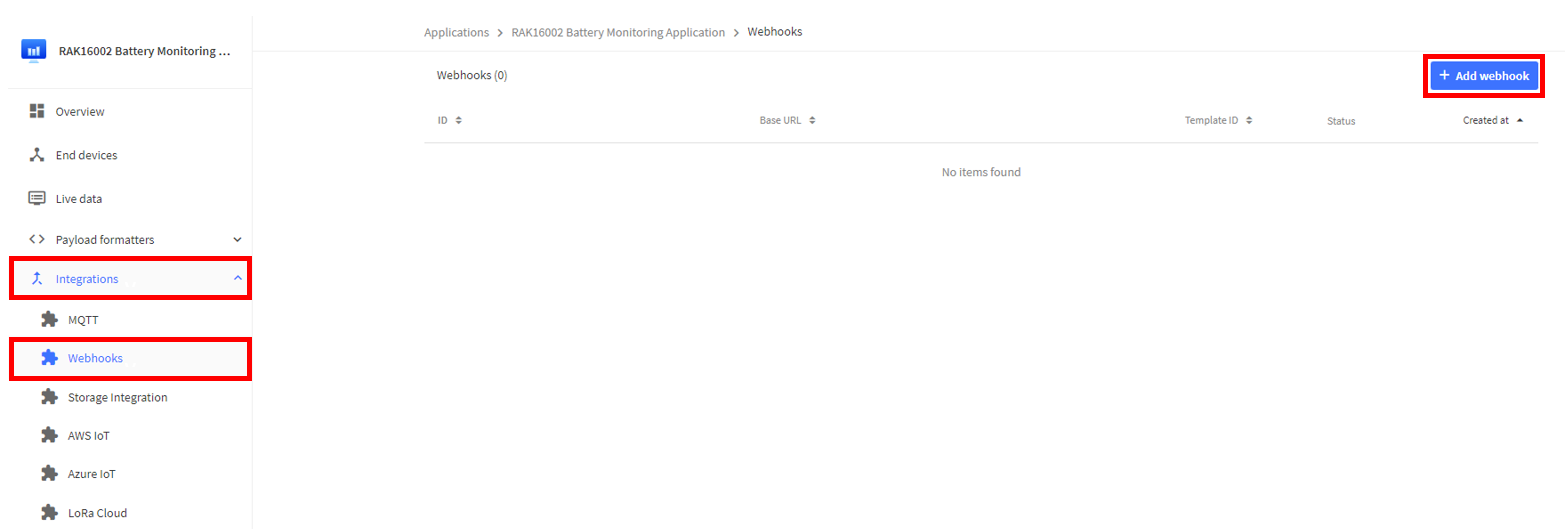 RAK16002 Battery Monitoring ...
Overview
End devices
Live data
Payload formatters
Integrations
MQTT
Webhooks
Storage Integration
AWS IoT
Azure IoT
LoRa Cloud
Applications > RAK16002 Battery Monitoring Application > Webhooks
Webhooks (0)
+ Add webhook
ID Base URL Template ID Status Created at
No items found